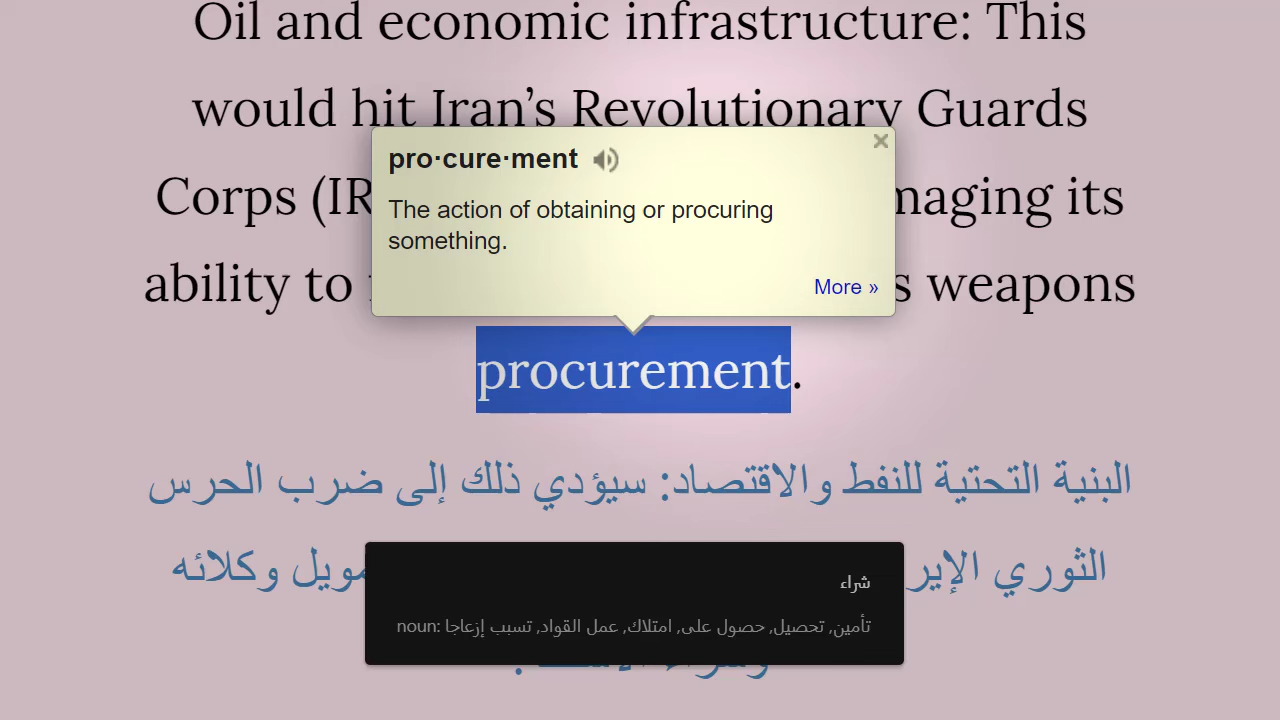 Oil and economic infrastructure: This
would hit Iran’s Revolutionary Guards
Corps (IR
maging its
ability to
s weapons
pro·cure·ment
The action of obtaining or procuring
something.
More »
procurement.
البنية التحتية للنفط والاقتصاد: سيؤدي ذلك إلى ضرب الحرس
الثوري الإير
مويل وكلائه
شراء
noun: تأمين, تحصيل, حصول على, امتلاك, عمل القواد, تسبب إزعاجا